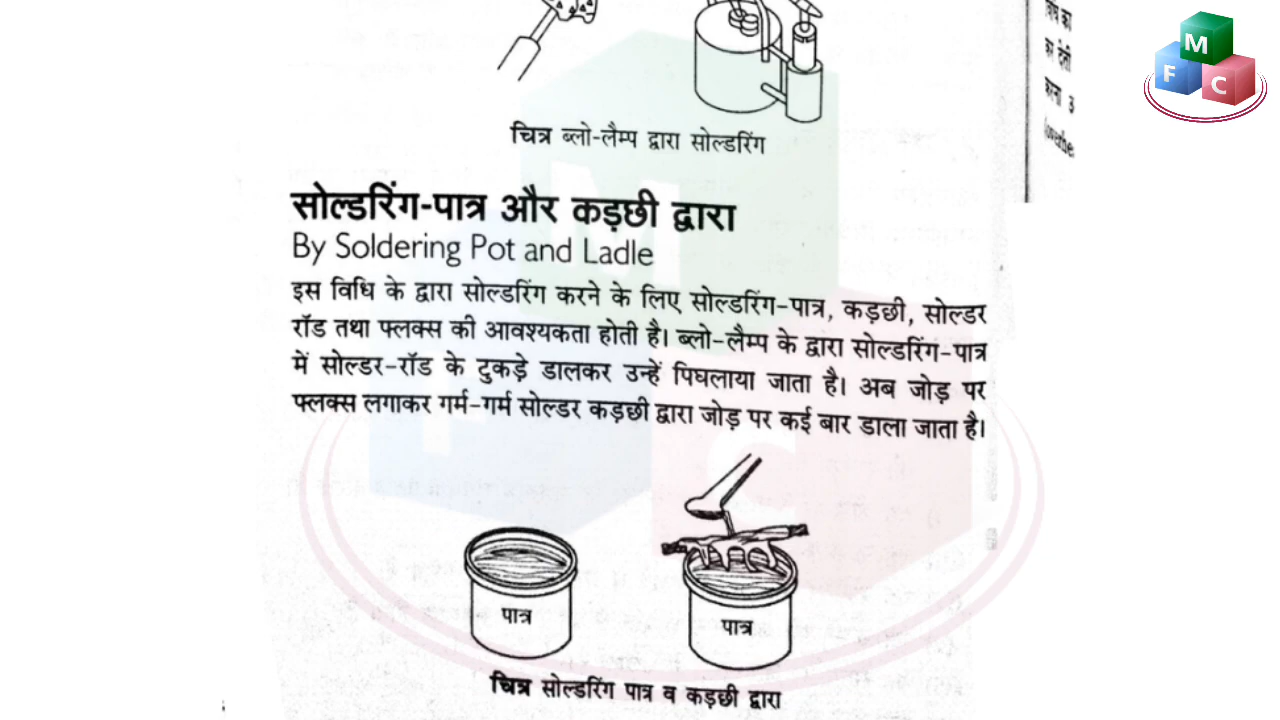 चित्र ब्लो-लैम्प द्वारा सोल्डरिंग
सोल्डरिंग-पात्र और कड़छी द्वारा
By Soldering Pot and Ladle
इस विधि के द्वारा सोल्डरिंग करने के लिए सोल्डरिंग-पात्र, कड़छी, सोल्डर
रॉड तथा फ्लक्स की आवश्यकता होती है। ब्लो-लैम्प के द्वारा सोल्डरिंग-पात्र
में सोल्डर-रॉड के टुकड़े डालकर उन्हें पिघलाया जाता है। अब जोड़ पर
फ्लक्स लगाकर गर्म-गर्म सोल्डर कड़छी द्वारा जोड़ पर कई बार डाला जाता है।
पात्र
पात्र
चित्र सोल्डरिंग पात्र व कड़छी द्वारा
कर देती
करना उ
M
F C